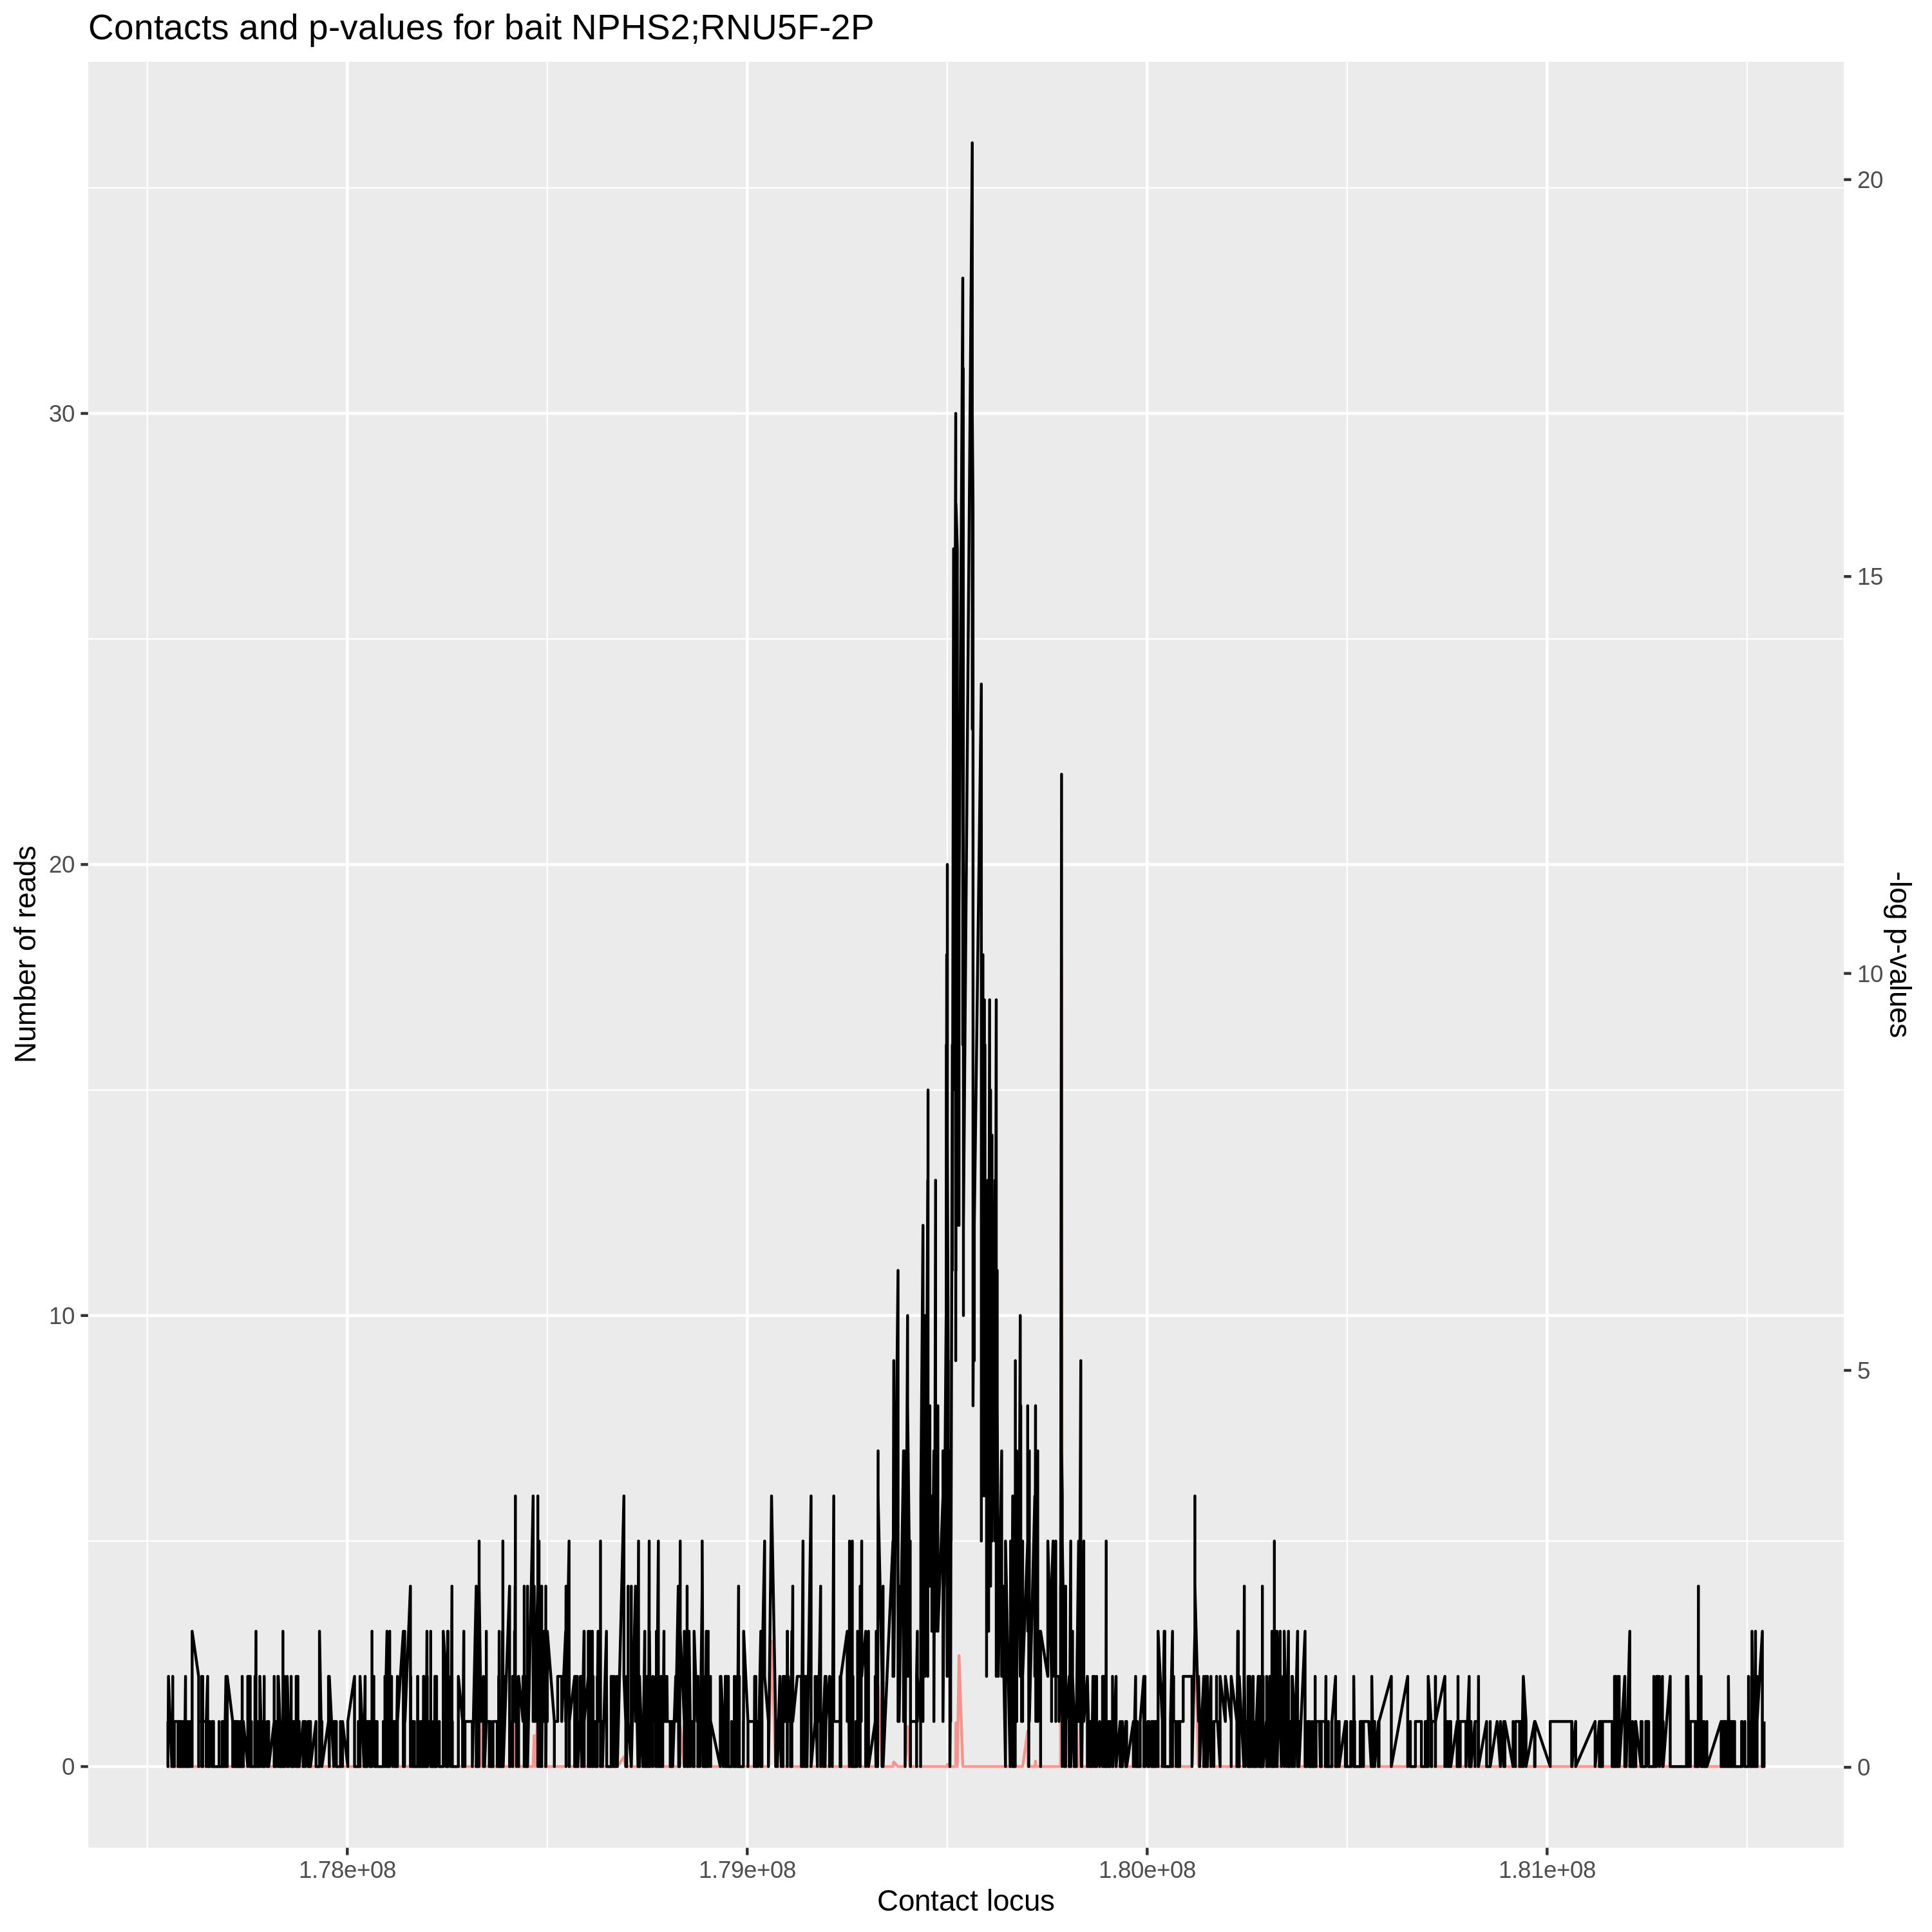 Contacts and p-values for bait NPHS2;RNU5F-2P
30
20
10
0
Number of reads
20
15
10
5
0
-log p-values
1.78e+08
1.79e+08
1.80e+08
1.81e+08
Contact locus